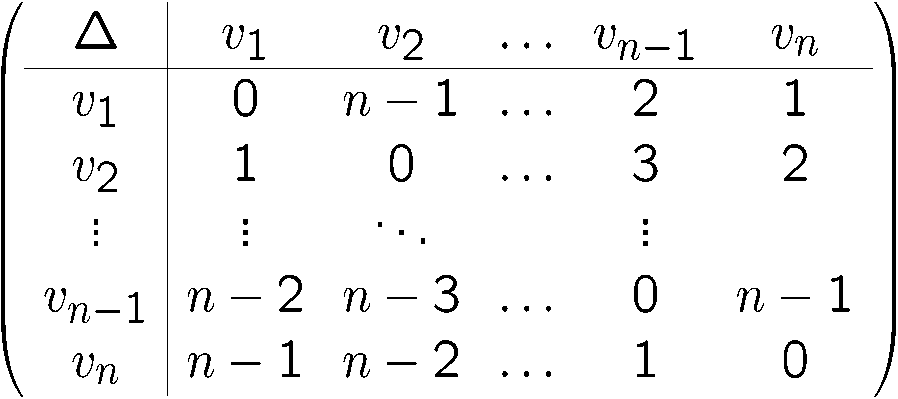 Δ v₁ v₂ … vₙ₋₁ vₙ
v₁ 0 n − 1 … 2 1
v₂ 1 0 … 3 2
⋮ ⋮ ⋱ ⋮
vₙ₋₁ n − 2 n − 3 … 0 n − 1
vₙ n − 1 n − 2 … 1 0